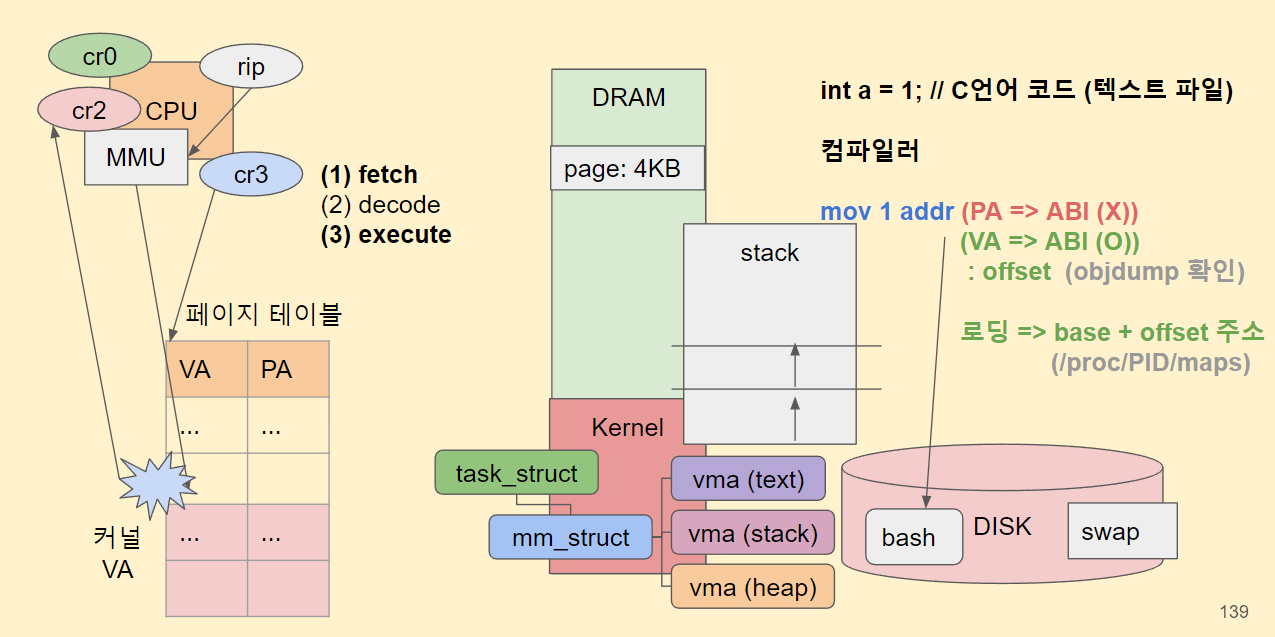 cr0
rip
cr2
CPU
MMU
cr3
(1) fetch
(2) decode
(3) execute
페이지 테이블
VA
PA
...
...
...
...
커널
VA
DRAM
page: 4KB
stack
Kernel
task_struct
mm_struct
vma (text)
vma (stack)
vma (heap)
int a = 1; // C언어 코드 (텍스트 파일)
컴파일러
mov 1 addr (PA => ABI (X))
(VA => ABI (O))
: offset (objdump 확인)
로딩 => base + offset 주소
(/proc/PID/maps)
bash
DISK
swap
139